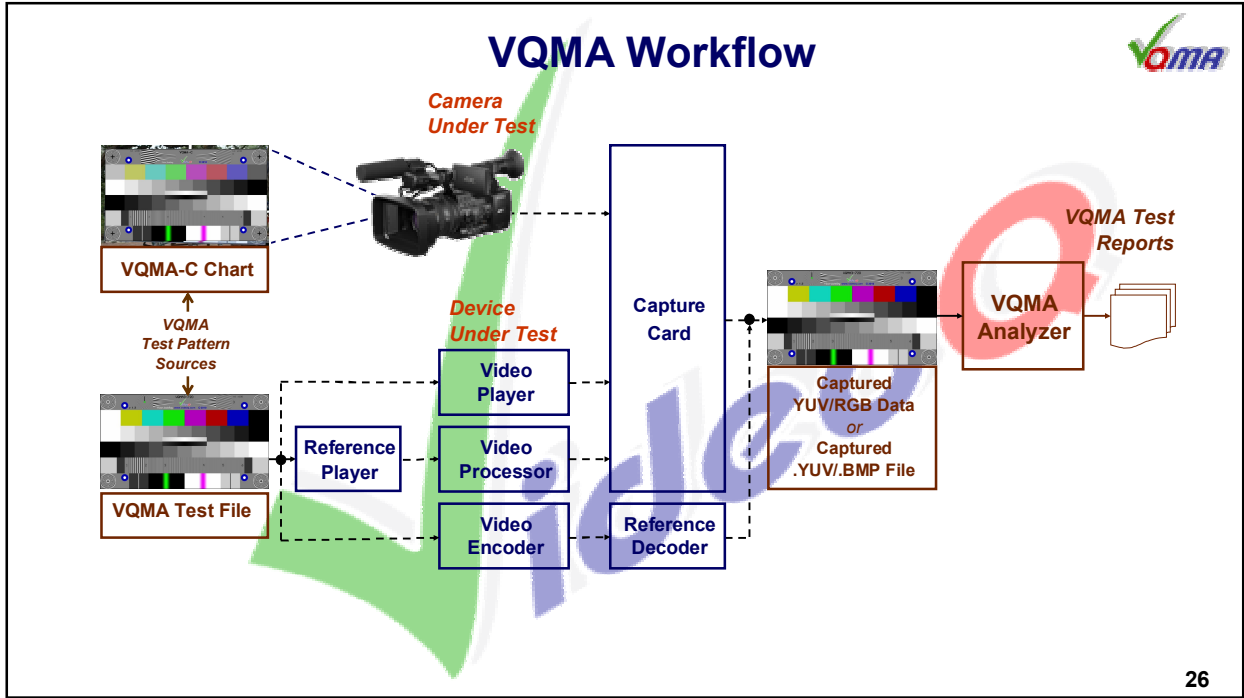 VQMA Workflow
VQMA
Camera
Under Test
VQMA-C Chart
VQMA
Test Pattern
Sources
VQMA Test File
Device
Under Test
Reference
Player
Video
Player
Video
Processor
Video
Encoder
Capture
Card
Reference
Decoder
Captured
YUV/RGB Data
or
Captured
.YUV/.BMP File
VQMA
Analyzer
VQMA Test
Reports
VideoQ
26